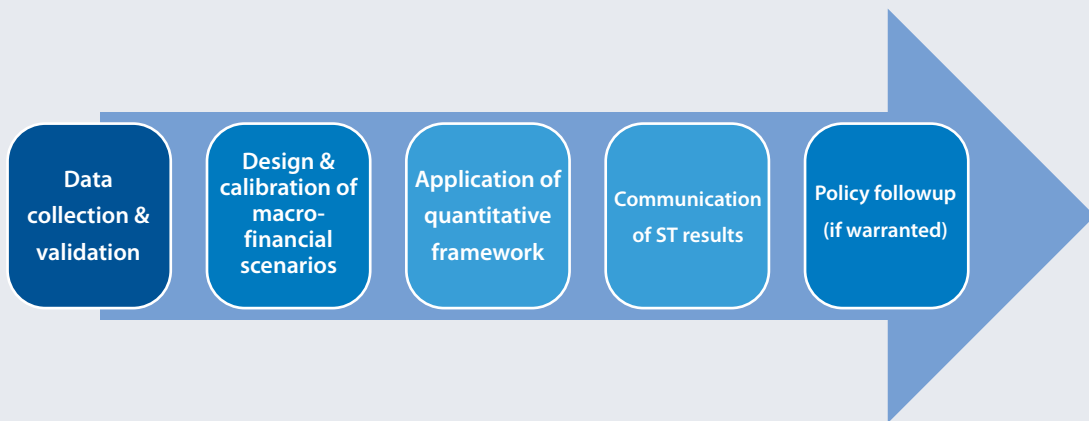 Data
collection &
validation
Design &
calibration of
macro-
financial
scenarios
Application of
quantitative
framework
Communication
of ST results
Policy followup
(if warranted)